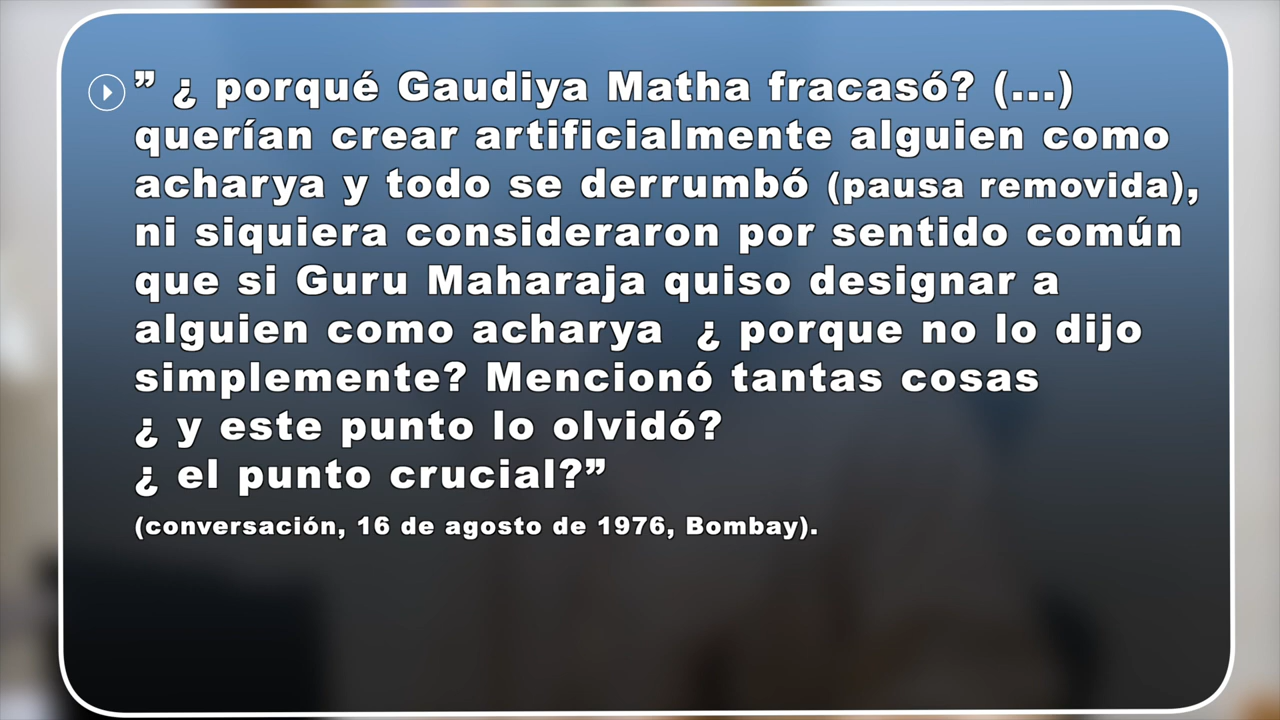 ” ¿ porqué Gaudiya Matha fracasó? (...)
querían crear artificialmente alguien como
acharya y todo se derrumbó (pausa removida),
ni siquiera consideraron por sentido común
que si Guru Maharaja quiso designar a
alguien como acharya ¿ porque no lo dijo
simplemente? Mencionó tantas cosas
¿ y este punto lo olvidó?
¿ el punto crucial?”
(conversación, 16 de agosto de 1976, Bombay).